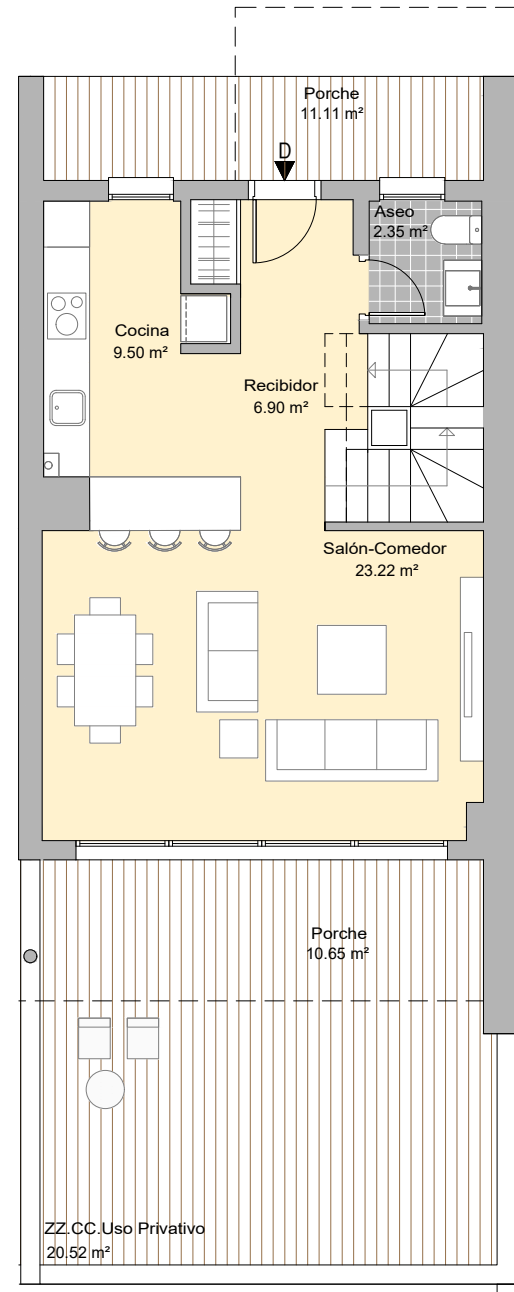 Porche
11.11 m²
D
Aseo
2.35 m²
Cocina
9.50 m²
Recibidor
6.90 m²
Salón-Comedor
23.22 m²
Porche
10.65 m²
ZZ.CC.Uso Privativo
20.52 m²